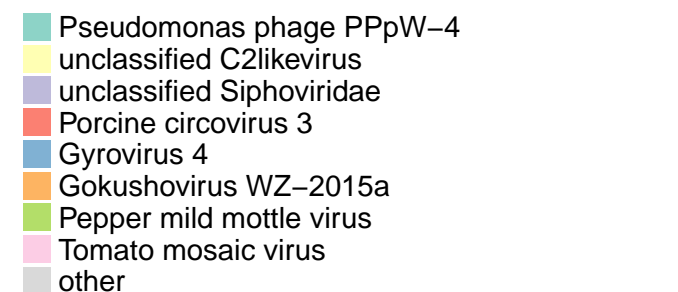 Pseudomonas phage PPpW−4
unclassified C2likevirus
unclassified Siphoviridae
Porcine circovirus 3
Gyrovirus 4
Gokushovirus WZ−2015a
Pepper mild mottle virus
Tomato mosaic virus
other